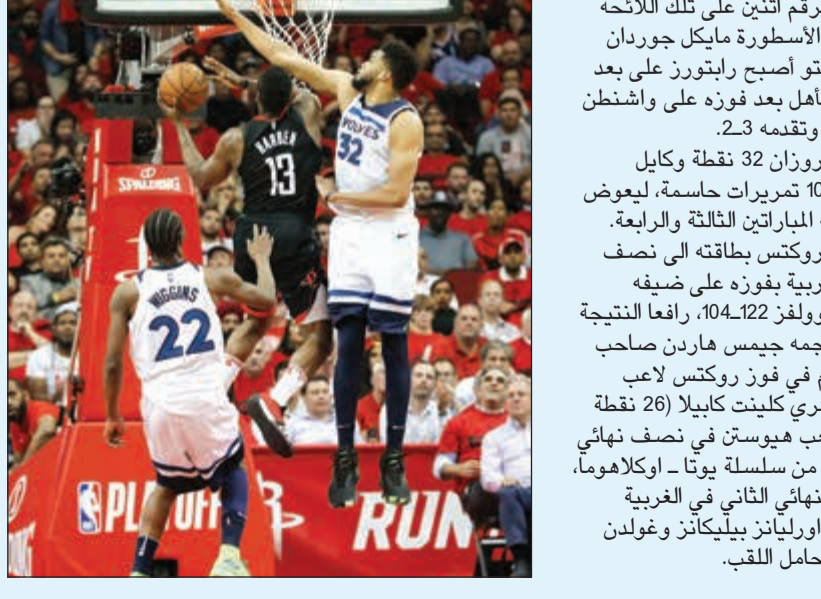 رقم اثنين على تلك اللائحة
الأسطورة مايكل جوردان
تو أصبح رابتورز على بعد
أهل بعد فوزه على واشنطن
وتقدمه 3ـ2.
روزان 32 نقطة وكايل
10 تمريرات حاسمة، ليعوض
المباراتين الثالثة والرابعة.
روكتس بطاقته الى نصف
ربية بفوزه على ضيفه
وولفز 122ـ104، رافعا النتيجة
جمه جيمس هاردن صاحب
م في فوز روكتس لاعب
ري كلينت كابيلا (26 نقطة
عب هيوستن في نصف نهائي
من سلسلة يوتا ـ اوكلاهوما،
نهائي الثاني في الغربية
اورليانز بيليكانز وغولدن
حامل اللقب.
SPALDING
HARDEN
13
WOLVES
32
WIGGINS
22
PLAYOFF
RUN